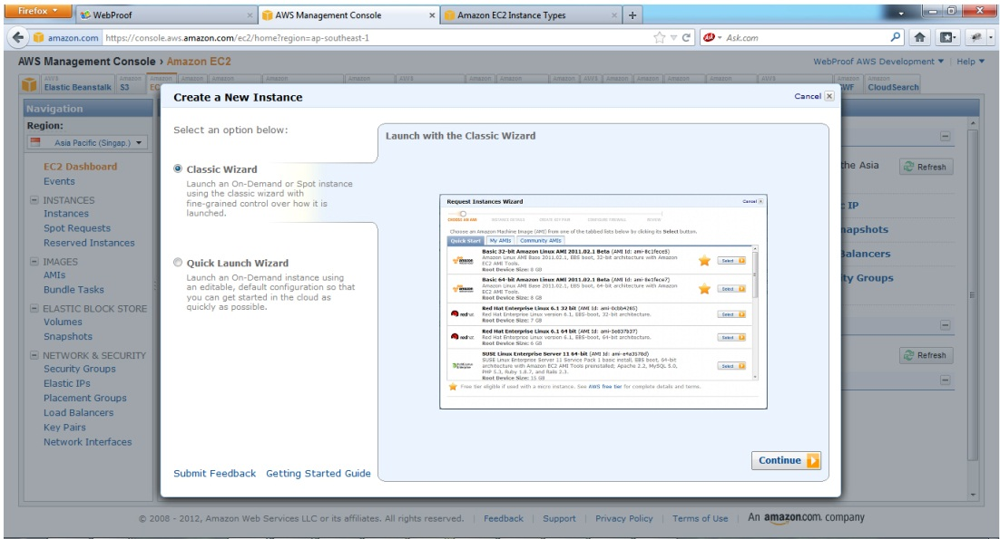 Firefox
WebProof
AWS Management Console
Amazon EC2 Instance Types
amazon.com https://console.aws.amazon.com/ec2/home?region=ap-southeast-1
Ask.com
AWS Management Console › Amazon EC2
WebProof AWS Development
Help
AWS
Elastic Beanstalk
Amazon
S3
Amazon
EC
Amazon
Amazon
Amazon
Amazon
AWS
Amazon
Amazon
Amazon
AWS
Amazon
Amazon
Amazon
Amazon
AWS
Amazon
SWF
Amazon
CloudSearch
Navigation
Region:
Asia Pacific (Singap.)
EC2 Dashboard
Events
INSTANCES
Instances
Spot Requests
Reserved Instances
IMAGES
AMIs
Bundle Tasks
ELASTIC BLOCK STORE
Volumes
Snapshots
NETWORK & SECURITY
Security Groups
Elastic IPs
Placement Groups
Load Balancers
Key Pairs
Network Interfaces
Create a New Instance
Cancel
Select an option below:
Classic Wizard
Launch an On-Demand or Spot instance
using the classic wizard with
fine-grained control over how it is
launched.
Quick Launch Wizard
Launch an On-Demand instance using
an editable, default configuration so that
you can get started in the cloud as
quickly as possible.
Submit Feedback Getting Started Guide
Launch with the Classic Wizard
Request Instances Wizard
Cancel
CHOOSE AN AMI
INSTANCE DETAILS
CREATE KEY PAIR
CONFIGURE FIREWALL
REVIEW
Choose an Amazon Machine Image (AMI) from one of the tabbed lists below by clicking its Select button.
Quick Start
My AMIs
Community AMIs
Basic 32-bit Amazon Linux AMI 2011.02.1 Beta (AMI Id: ami-8c1fece5)
Amazon Linux AMI Base 2011.02.1, EBS boot, 32-bit architecture with Amazon
EC2 AMI Tools.
Root Device Size: 8 GB
Select
Basic 64-bit Amazon Linux AMI 2011.02.1 Beta (AMI Id: ami-8e1fece7)
Amazon Linux AMI Base 2011.02.1, EBS boot, 64-bit architecture with Amazon
EC2 AMI Tools.
Root Device Size: 8 GB
Select
redhat
Red Hat Enterprise Linux 6.1 32 bit
Red Hat Enterprise Linux version 6.1, EBS-boot, 32-bit architecture.
Root Device Size: 7 GB
Select
redhat
Red Hat Enterprise Linux 6.1 64 bit
Red Hat Enterprise Linux version 6.1, EBS-boot, 64-bit architecture.
Root Device Size: 6 GB
Select
SUSE Linux Enterprise Server 11 64-bit
SUSE Linux Enterprise Server 11 Service Pack 1 basic install, EBS boot, 64-bit
architecture with Amazon EC2 AMI Tools preinstalled; Apache 2.2, MySQL 5.0,
PHP 5.3, Ruby 1.8.7, and Rails 2.3.
Root Device Size: 15 GB
Select
Free tier eligible if used with a micro instance. See AWS free tier for complete details and terms.
Continue
the Asia
Refresh
IP
napshots
Balancers
ity Groups
Refresh
© 2008 - 2012, Amazon Web Services LLC or its affiliates. All rights reserved. | Feedback | Support | Privacy Policy | Terms of Use | An amazon.com. company